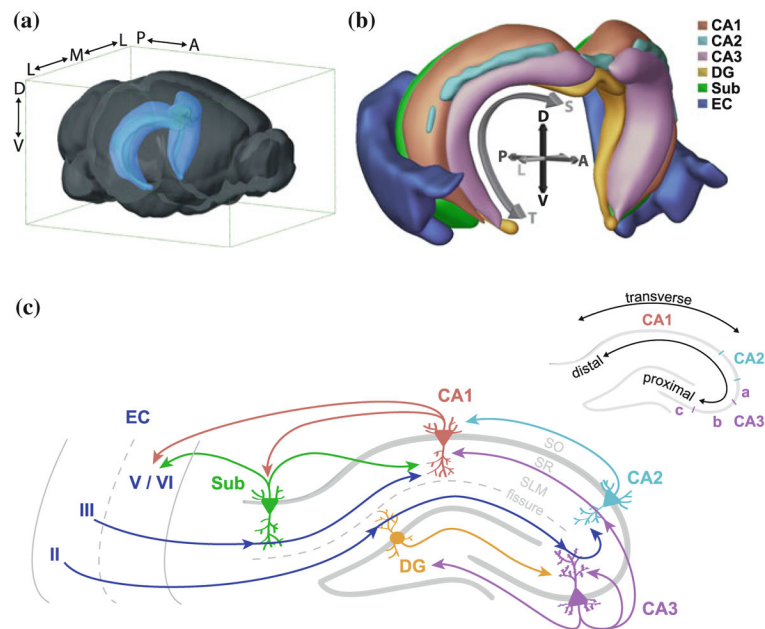 (a)
L M L P A
D
V
(b)
CA1
CA2
CA3
DG
Sub
EC
S
D
P A
L
V
T
(c)
transverse
CA1
CA2
distal
proximal
a
b
c
CA3
EC
CA1
SO
SR
SLM
fissure
CA2
V / VI
Sub
III
II
DG
CA3